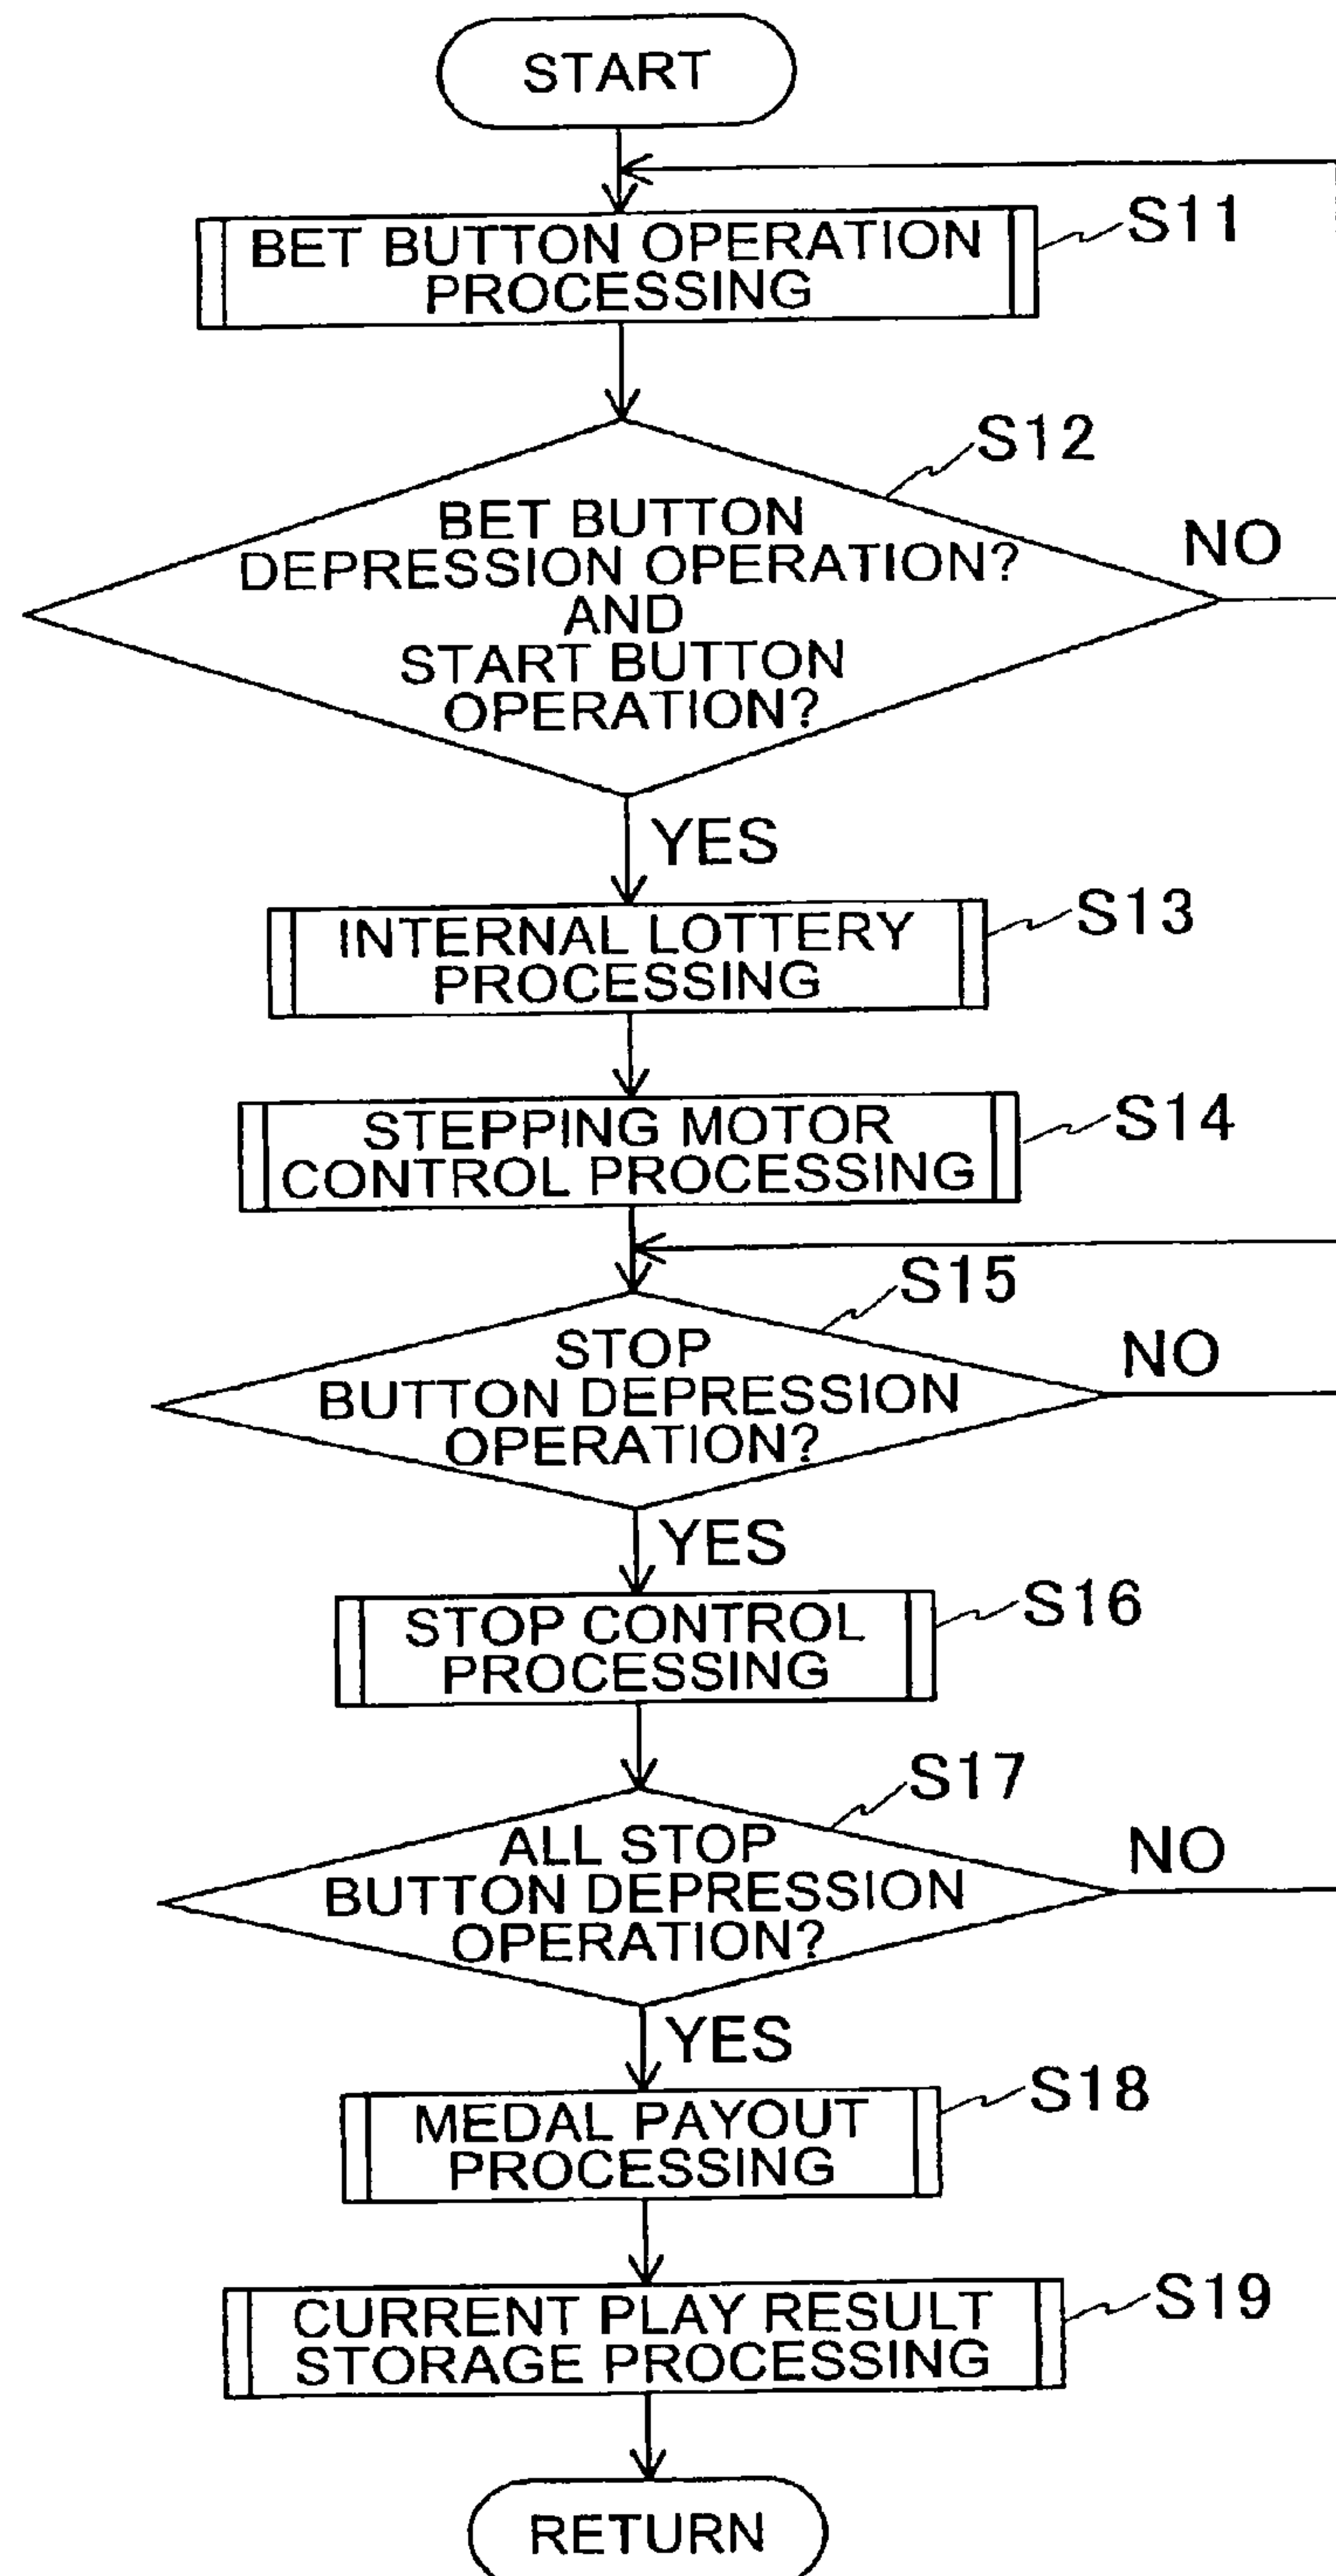 START
BET BUTTON OPERATION
PROCESSING
S11
S12
BET BUTTON
DEPRESSION OPERATION?
AND
START BUTTON
OPERATION?
NO
YES
INTERNAL LOTTERY
PROCESSING
S13
STEPPING MOTOR
CONTROL PROCESSING
S14
S15
STOP
BUTTON DEPRESSION
OPERATION?
NO
YES
STOP CONTROL
PROCESSING
S16
S17
ALL STOP
BUTTON DEPRESSION
OPERATION?
NO
YES
MEDAL PAYOUT
PROCESSING
S18
CURRENT PLAY RESULT
STORAGE PROCESSING
S19
RETURN